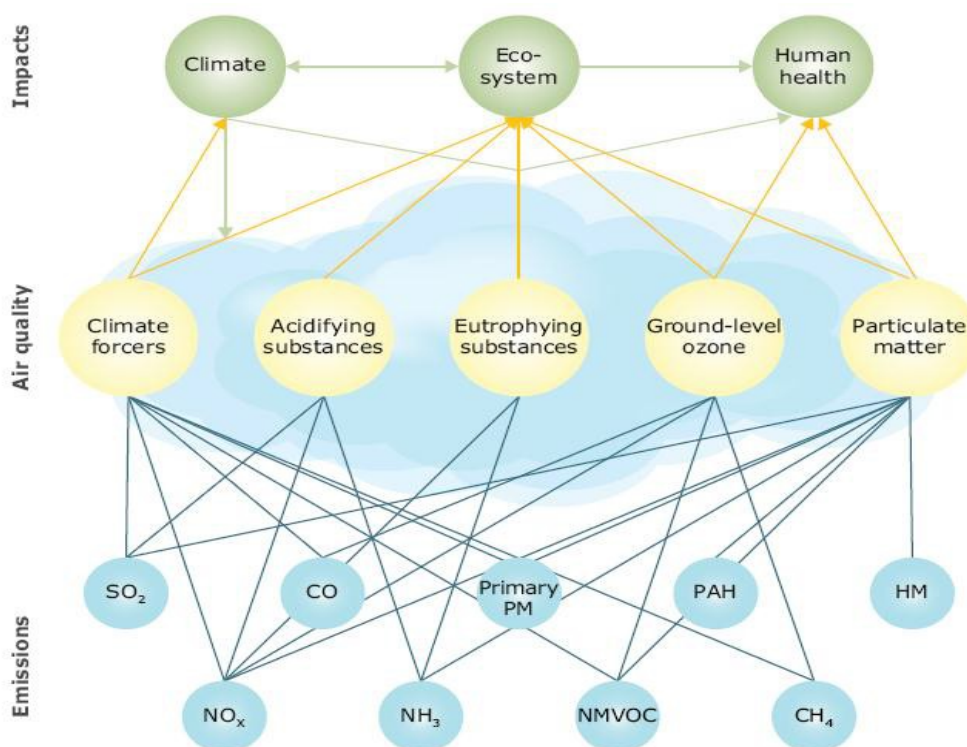 Impacts
Climate
Eco-
system
Human
health
Air quality
Climate
forcers
Acidifying
substances
Eutrophying
substances
Ground-level
ozone
Particulate
matter
Emissions
SO₂
CO
Primary
PM
PAH
HM
NOₓ
NH₃
NMVOC
CH₄